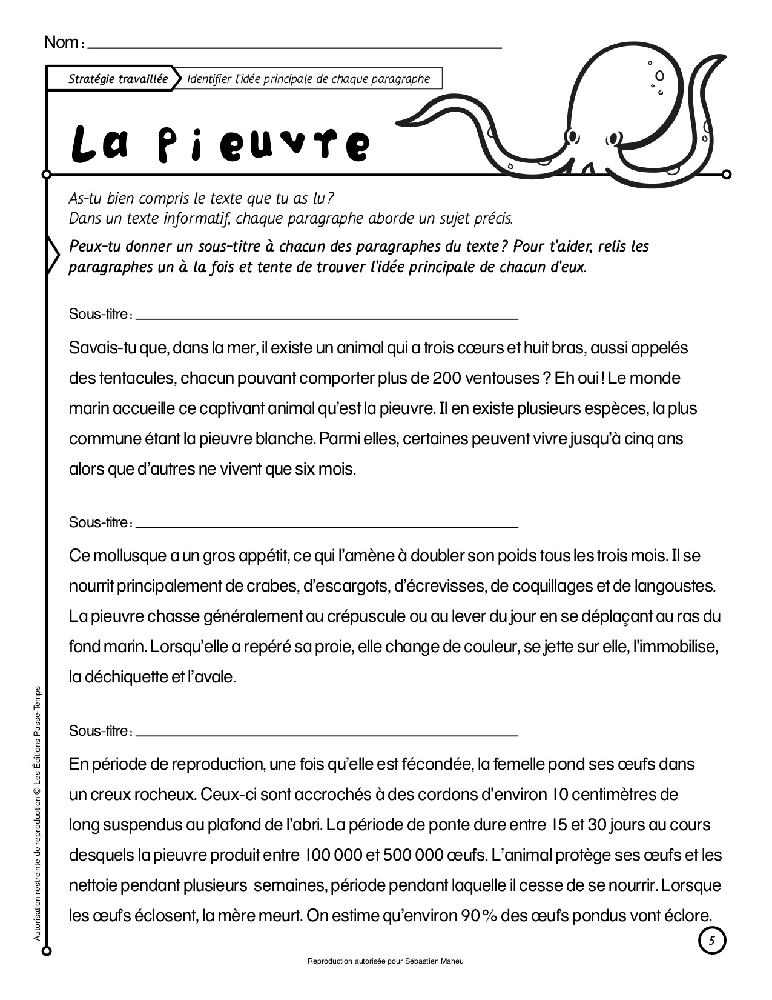 Nom :
Stratégie travaillée
Identifier l'idée principale de chaque paragraphe
La pieuvre
As-tu bien compris le texte que tu as lu ?
Dans un texte informatif, chaque paragraphe aborde un sujet précis.
Peux-tu donner un sous-titre à chacun des paragraphes du texte ? Pour t'aider, relis les
paragraphes un à la fois et tente de trouver l'idée principale de chacun d'eux.
Sous-titre :
Savais-tu que, dans la mer, il existe un animal qui a trois cœurs et huit bras, aussi appelés
des tentacules, chacun pouvant comporter plus de 200 ventouses ? Eh oui ! Le monde
marin accueille ce captivant animal qu'est la pieuvre. Il en existe plusieurs espèces, la plus
commune étant la pieuvre blanche. Parmi elles, certaines peuvent vivre jusqu'à cinq ans
alors que d'autres ne vivent que six mois.
Sous-titre :
Ce mollusque a un gros appétit, ce qui l'amène à doubler son poids tous les trois mois. Il se
nourrit principalement de crabes, d'escargots, d'écrevisses, de coquillages et de langoustes.
La pieuvre chasse généralement au crépuscule ou au lever du jour en se déplaçant au ras du
fond marin. Lorsqu'elle a repéré sa proie, elle change de couleur, se jette sur elle, l'immobilise,
la déchiquette et l'avale.
Sous-titre :
En période de reproduction, une fois qu'elle est fécondée, la femelle pond ses œufs dans
un creux rocheux. Ceux-ci sont accrochés à des cordons d'environ 10 centimètres de
long suspendus au plafond de l'abri. La période de ponte dure entre 15 et 30 jours au cours
desquels la pieuvre produit entre 100 000 et 500 000 œufs. L'animal protège ses œufs et les
nettoie pendant plusieurs semaines, période pendant laquelle il cesse de se nourrir. Lorsque
les œufs éclosent, la mère meurt. On estime qu'environ 90 % des œufs pondus vont éclore.
Autorisation restreinte de reproduction © Les Éditions Passe-Temps
5
Reproduction autorisée pour Sébastien Maheu